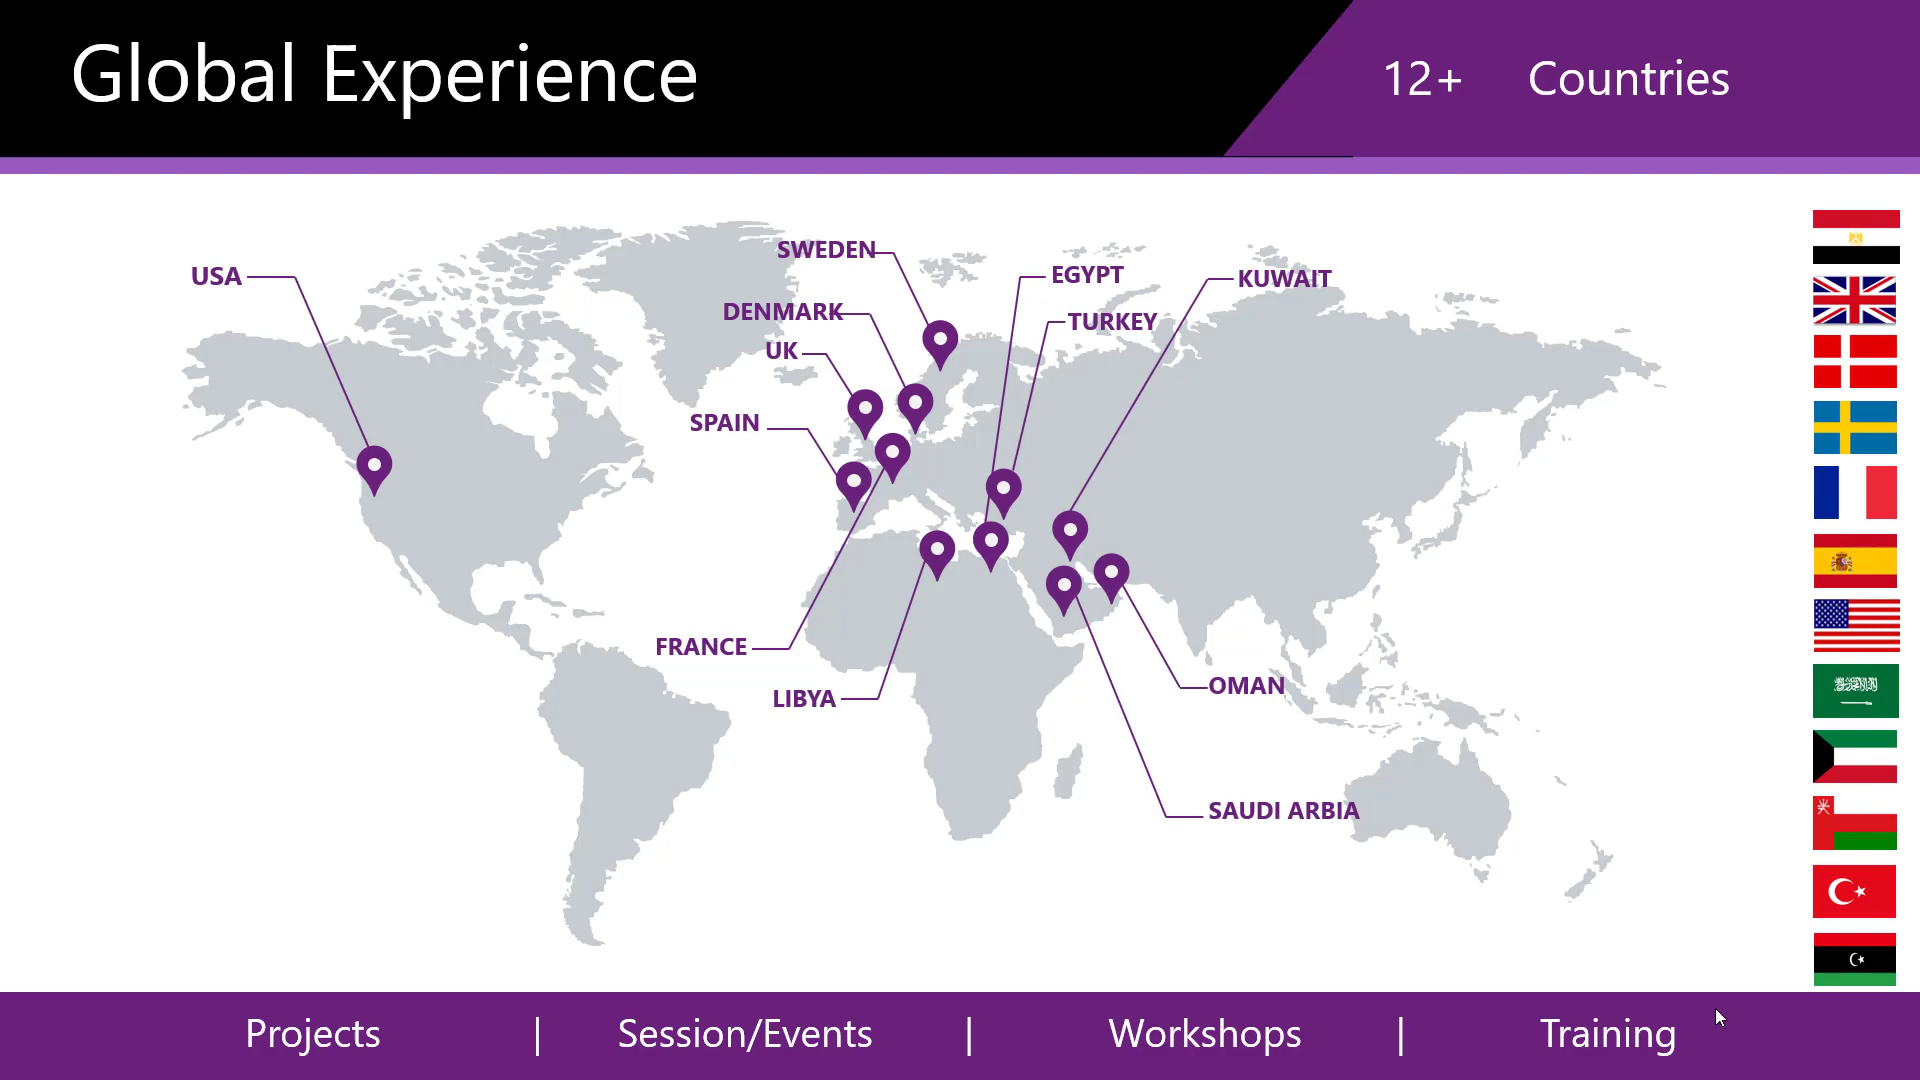 Global Experience
12+ Countries
SWEDEN
USA
EGYPT
KUWAIT
DENMARK
TURKEY
UK
SPAIN
FRANCE
OMAN
LIBYA
SAUDI ARBIA
Projects | Session/Events | Workshops | Training